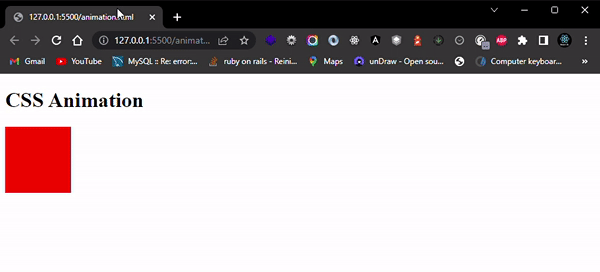 127.0.0.1:5500/animation.html
127.0.0.1:5500/animat...
Gmail YouTube MySQL :: Re: error:... ruby on rails - Reini... Maps unDraw - Open sou... Computer keyboar... »
ABP
CSS Animation